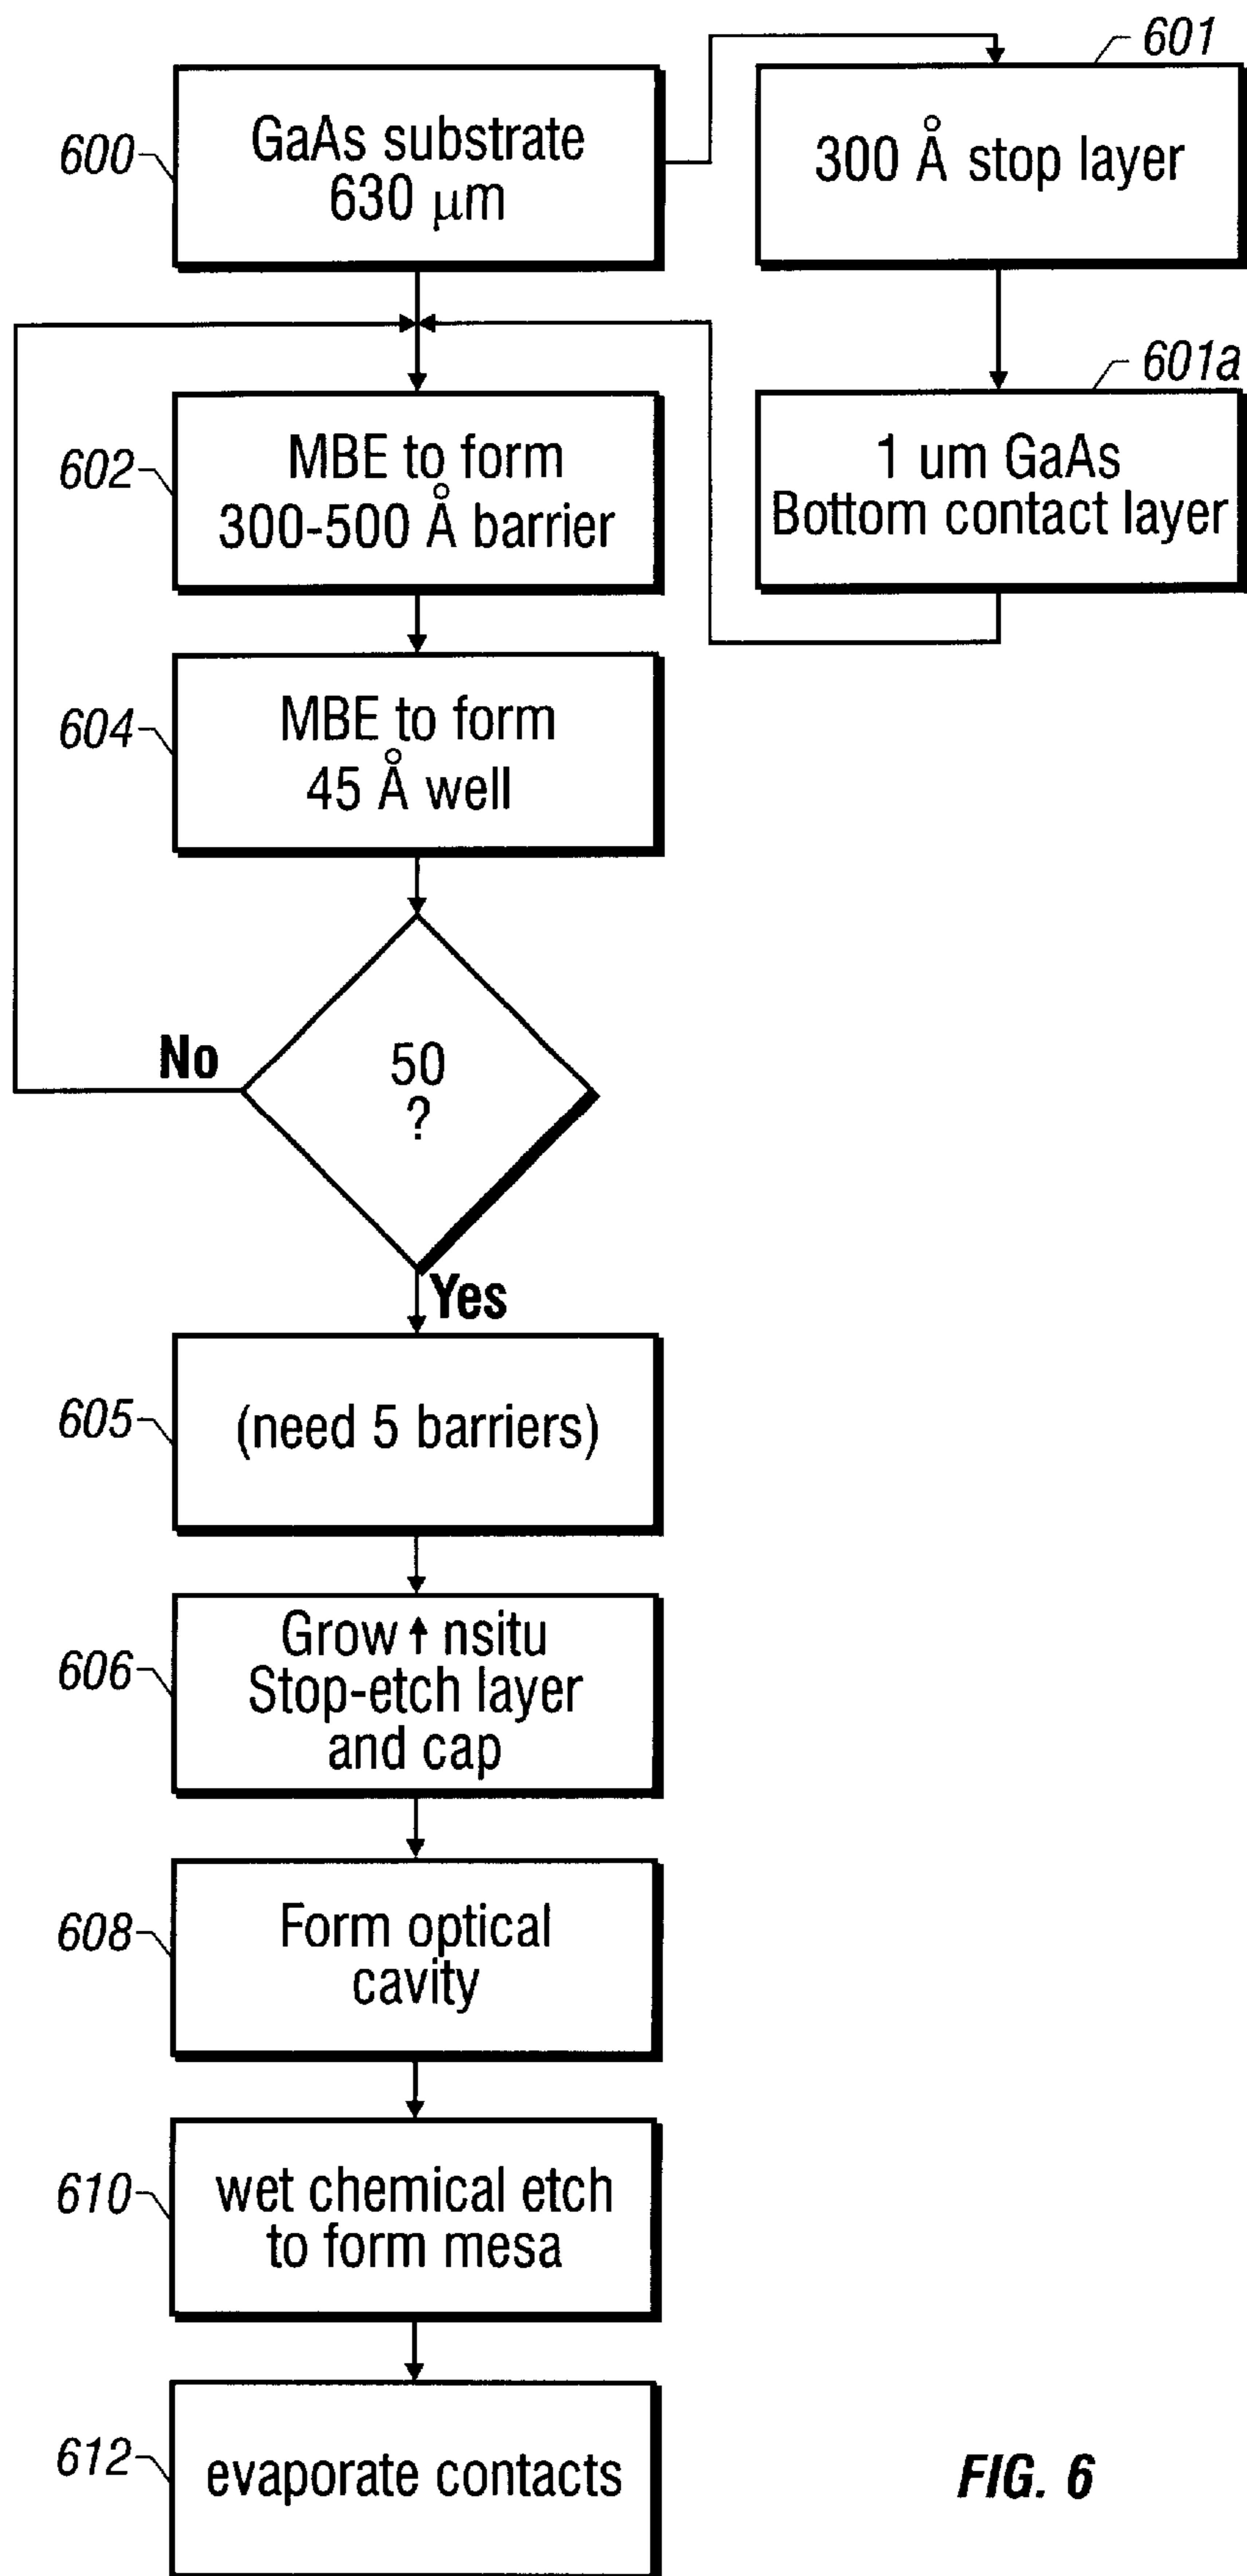 600
GaAs substrate
630 μm
601
300 Å stop layer
601a
1 um GaAs
Bottom contact layer
602
MBE to form
300-500 Å barrier
604
MBE to form
45 Å well
50
?
No
Yes
605
(need 5 barriers)
606
Grow ↑ nsitu
Stop-etch layer
and cap
608
Form optical
cavity
610
wet chemical etch
to form mesa
612
evaporate contacts
FIG. 6